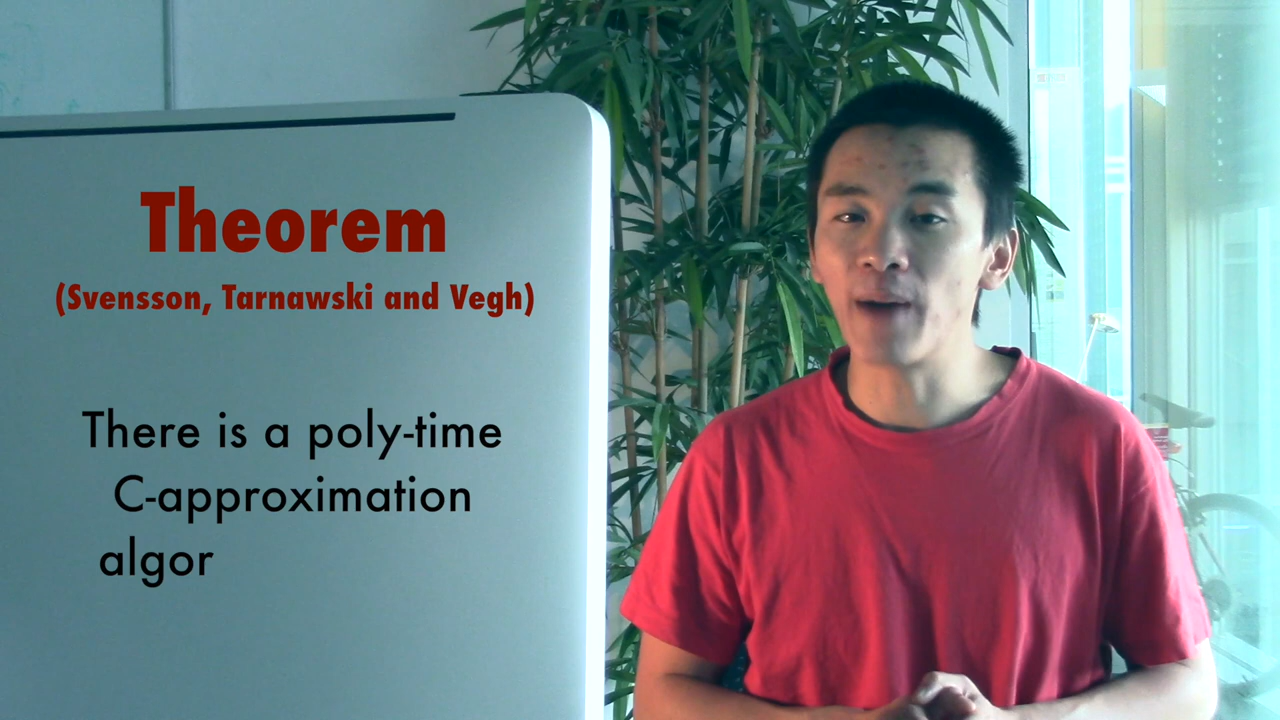 Theorem
(Svensson, Tarnawski and Vegh)
There is a poly-time
C-approximation
algor